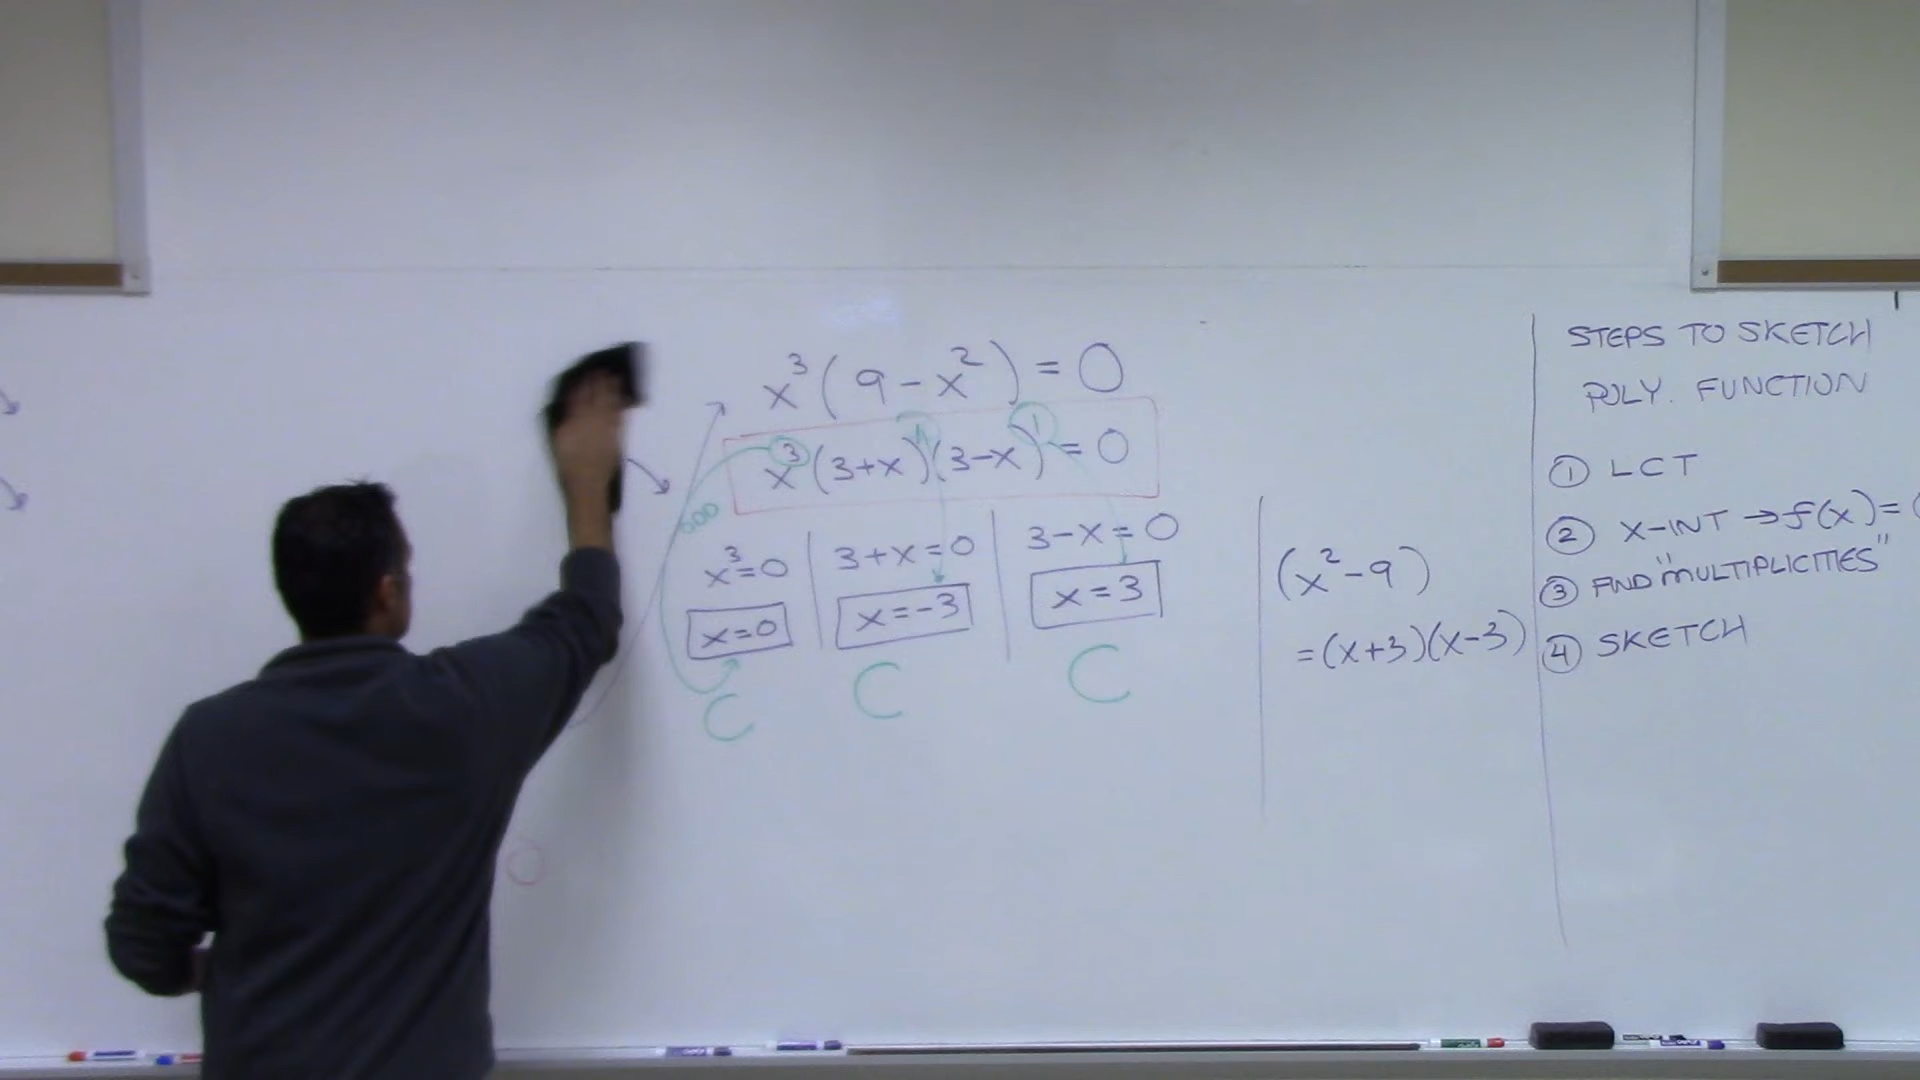 x³(9-x²)=0
x³(3+x)¹(3-x)¹=0
x³=0
x=0
C
3+x=0
x=-3
C
3-x=0
x=3
C
(x²-9)
=(x+3)(x-3)
STEPS TO SKETCH
POLY. FUNCTION
① LCT
② X-INT →f(x)=
③ FIND "MULTIPLICITIES"
④ SKETCH